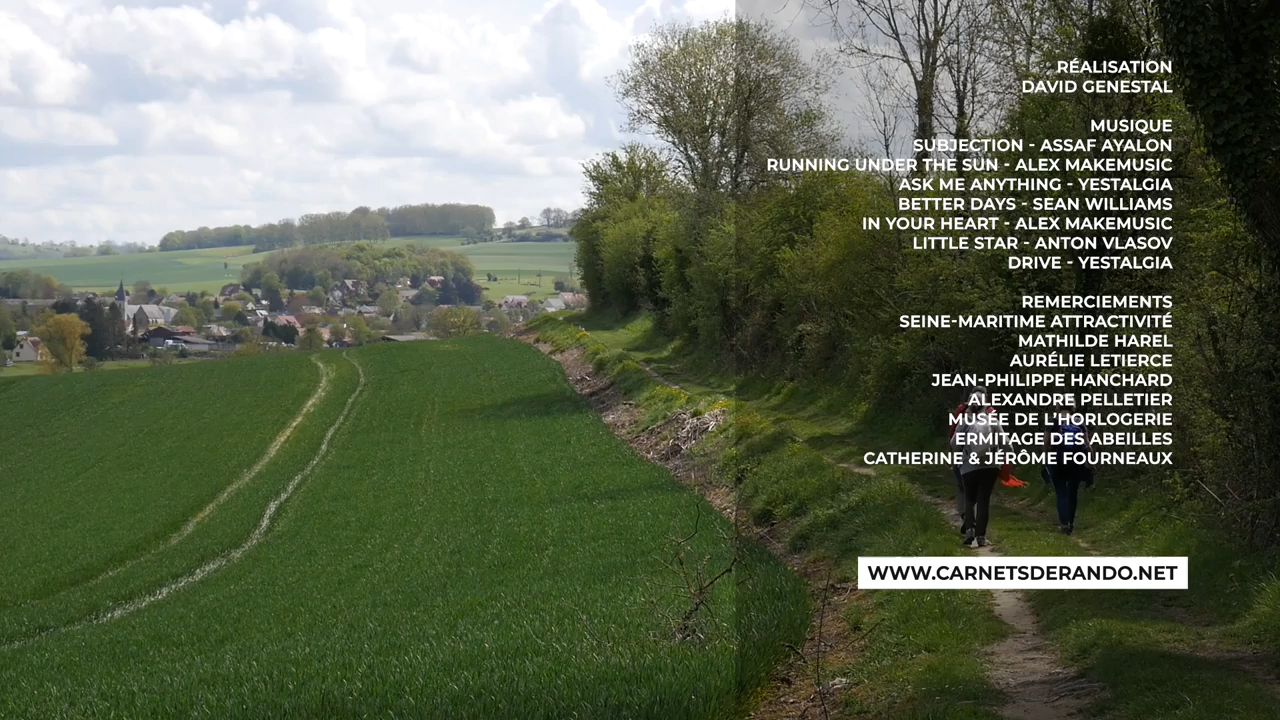 RÉALISATION
DAVID GENESTAL
MUSIQUE
SUBJECTION - ASSAF AYALON
RUNNING UNDER THE SUN - ALEX MAKEMUSIC
ASK ME ANYTHING - YESTALGIA
BETTER DAYS - SEAN WILLIAMS
IN YOUR HEART - ALEX MAKEMUSIC
LITTLE STAR - ANTON VLASOV
DRIVE - YESTALGIA
REMERCIEMENTS
SEINE-MARITIME ATTRACTIVITÉ
MATHILDE HAREL
AURÉLIE LETIERCE
JEAN-PHILIPPE HANCHARD
ALEXANDRE PELLETIER
MUSÉE DE L'HORLOGERIE
ERMITAGE DES ABEILLES
CATHERINE & JÉRÔME FOURNEAUX
WWW.CARNETSDERANDO.NET